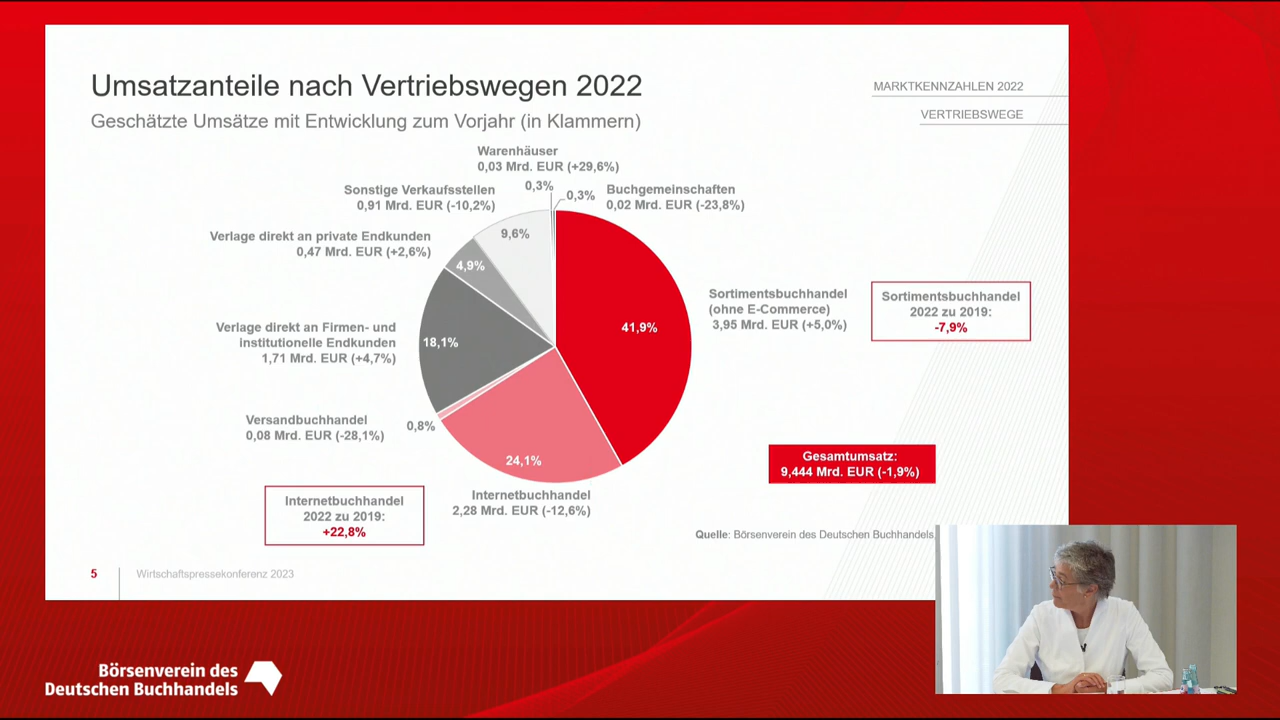 Umsatzanteile nach Vertriebswegen 2022
Geschätzte Umsätze mit Entwicklung zum Vorjahr (in Klammern)
MARKTKENNZAHLEN 2022
VERTRIEBSWEGE
Warenhäuser
0,03 Mrd. EUR (+29,6%)
0,3%
Buchgemeinschaften
0,02 Mrd. EUR (-23,8%)
0,3%
Sonstige Verkaufsstellen
0,91 Mrd. EUR (-10,2%)
9,6%
Verlage direkt an private Endkunden
0,47 Mrd. EUR (+2,6%)
4,9%
Sortimentsbuchhandel
(ohne E-Commerce)
3,95 Mrd. EUR (+5,0%)
41,9%
Sortimentsbuchhandel
2022 zu 2019:
-7,9%
Verlage direkt an Firmen- und
institutionelle Endkunden
1,71 Mrd. EUR (+4,7%)
18,1%
Versandbuchhandel
0,08 Mrd. EUR (-28,1%)
0,8%
24,1%
Internetbuchhandel
2,28 Mrd. EUR (-12,6%)
Internetbuchhandel
2022 zu 2019:
+22,8%
Gesamtumsatz:
9,444 Mrd. EUR (-1,9%)
Quelle: Börsenverein des Deutschen Buchhandels,
5
Wirtschaftspressekonferenz 2023
Börsenverein des
Deutschen Buchhandels